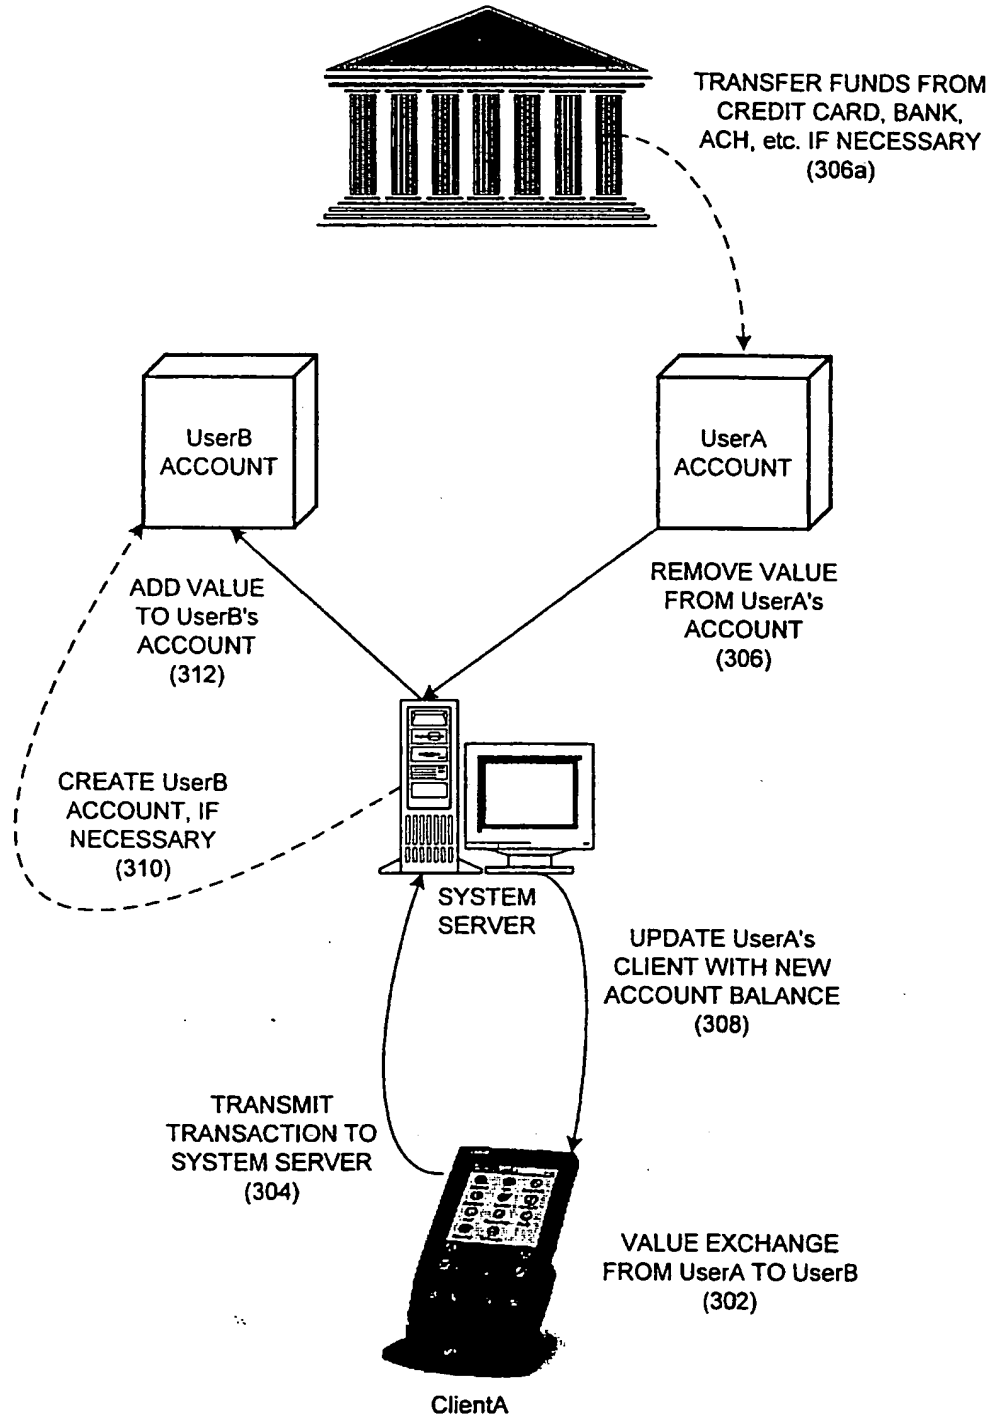 TRANSFER FUNDS FROM
CREDIT CARD, BANK,
ACH, etc. IF NECESSARY
(306a)
UserB
ACCOUNT
UserA
ACCOUNT
ADD VALUE
TO UserB's
ACCOUNT
(312)
REMOVE VALUE
FROM UserA's
ACCOUNT
(306)
CREATE UserB
ACCOUNT, IF
NECESSARY
(310)
SYSTEM
SERVER
UPDATE UserA's
CLIENT WITH NEW
ACCOUNT BALANCE
(308)
TRANSMIT
TRANSACTION TO
SYSTEM SERVER
(304)
VALUE EXCHANGE
FROM UserA TO UserB
(302)
ClientA